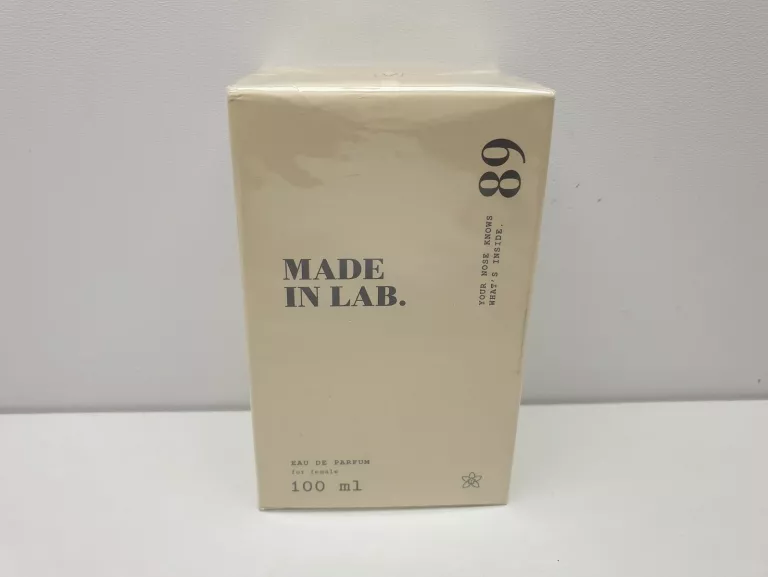 MADE
IN LAB.
89
YOUR NOSE KNOWS
WHAT'S INSIDE.
EAU DE PARFUM
for female
100 ml